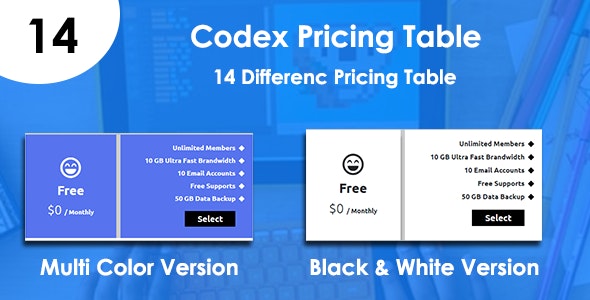 14
Codex Pricing Table
14 Differenc Pricing Table
Unlimited Members
10 GB Ultra Fast Brandwidth
10 Email Accounts
Free Supports
50 GB Data Backup
Select
Free
$0 / Monthly
Multi Color Version
Unlimited Members
10 GB Ultra Fast Brandwidth
10 Email Accounts
Free Supports
50 GB Data Backup
Select
Free
$0 / Monthly
Black & White Version